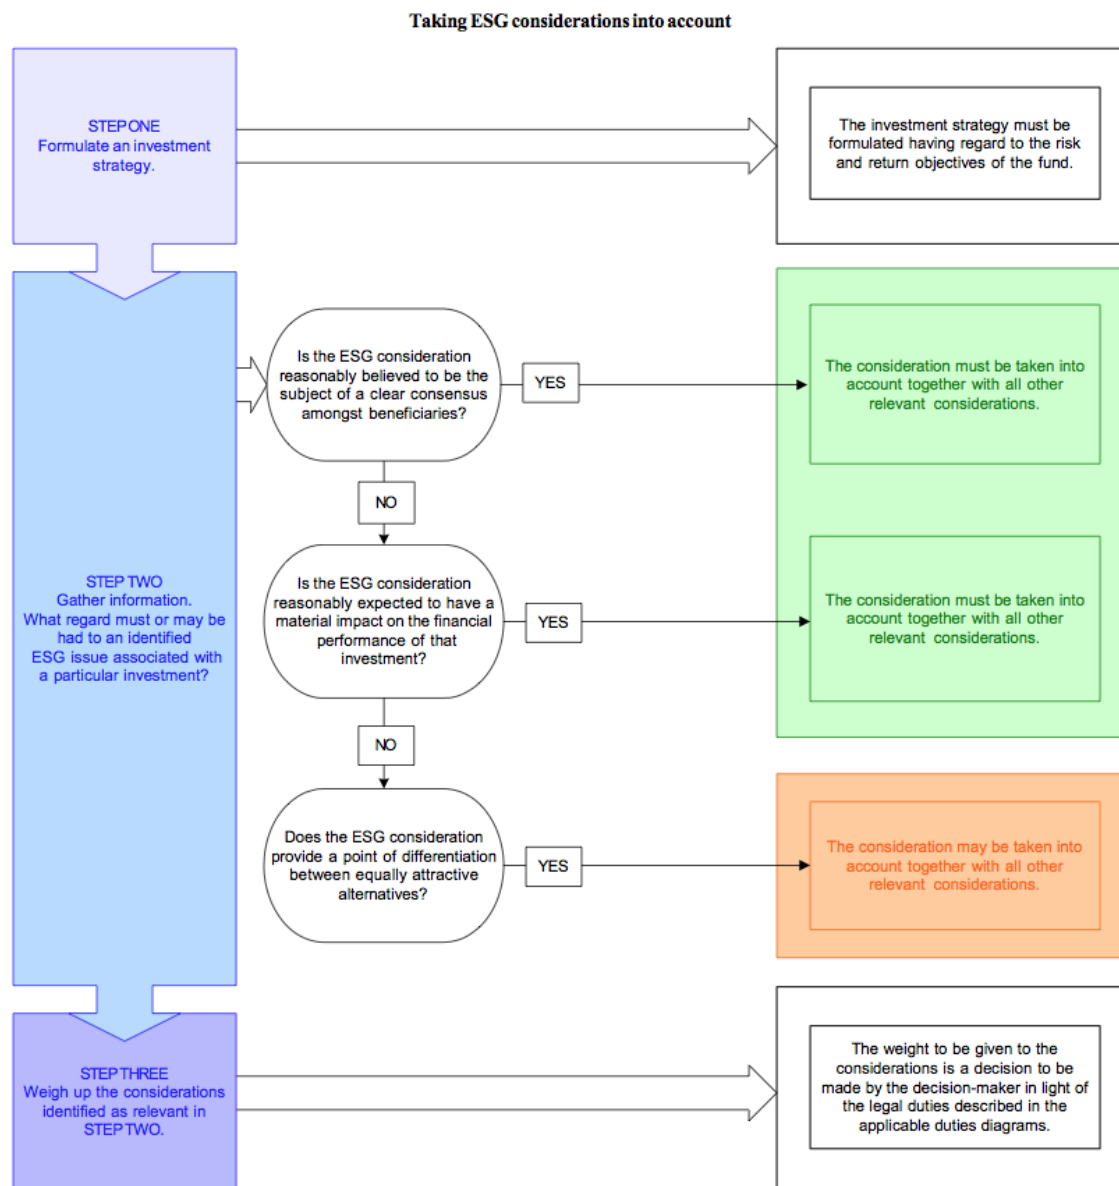 Taking ESG considerations into account
STEP ONE
Formulate an investment
strategy.
The investment strategy must be
formulated having regard to the risk
and return objectives of the fund.
STEP TWO
Gather information.
What regard must or may be
had to an identified
ESG issue associated with
a particular investment?
Is the ESG consideration
reasonably believed to be the
subject of a clear consensus
amongst beneficiaries?
YES
The consideration must be taken into
account together with all other
relevant considerations.
NO
Is the ESG consideration
reasonably expected to have a
material impact on the financial
performance of that
investment?
YES
The consideration must be taken into
account together with all other
relevant considerations.
NO
Does the ESG consideration
provide a point of differentiation
between equally attractive
alternatives?
YES
The consideration may be taken into
account together with all other
relevant considerations.
STEP THREE
Weigh up the considerations
identified as relevant in
STEP TWO.
The weight to be given to the
considerations is a decision to be
made by the decision-maker in light of
the legal duties described in the
applicable duties diagrams.